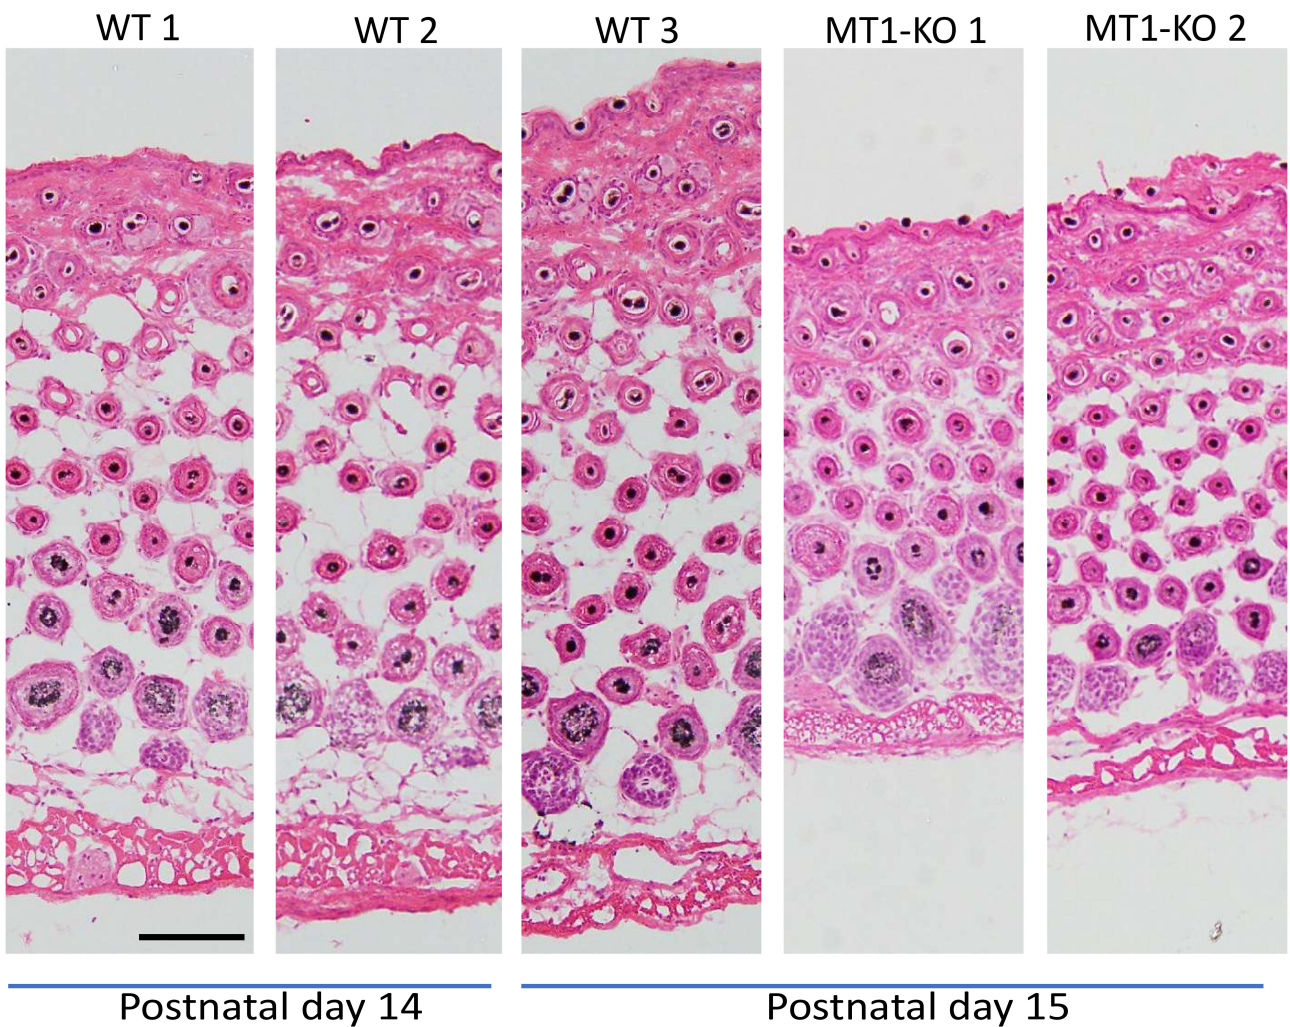 WT 1
WT 2
WT 3
MT1-KO 1
MT1-KO 2
Postnatal day 14
Postnatal day 15